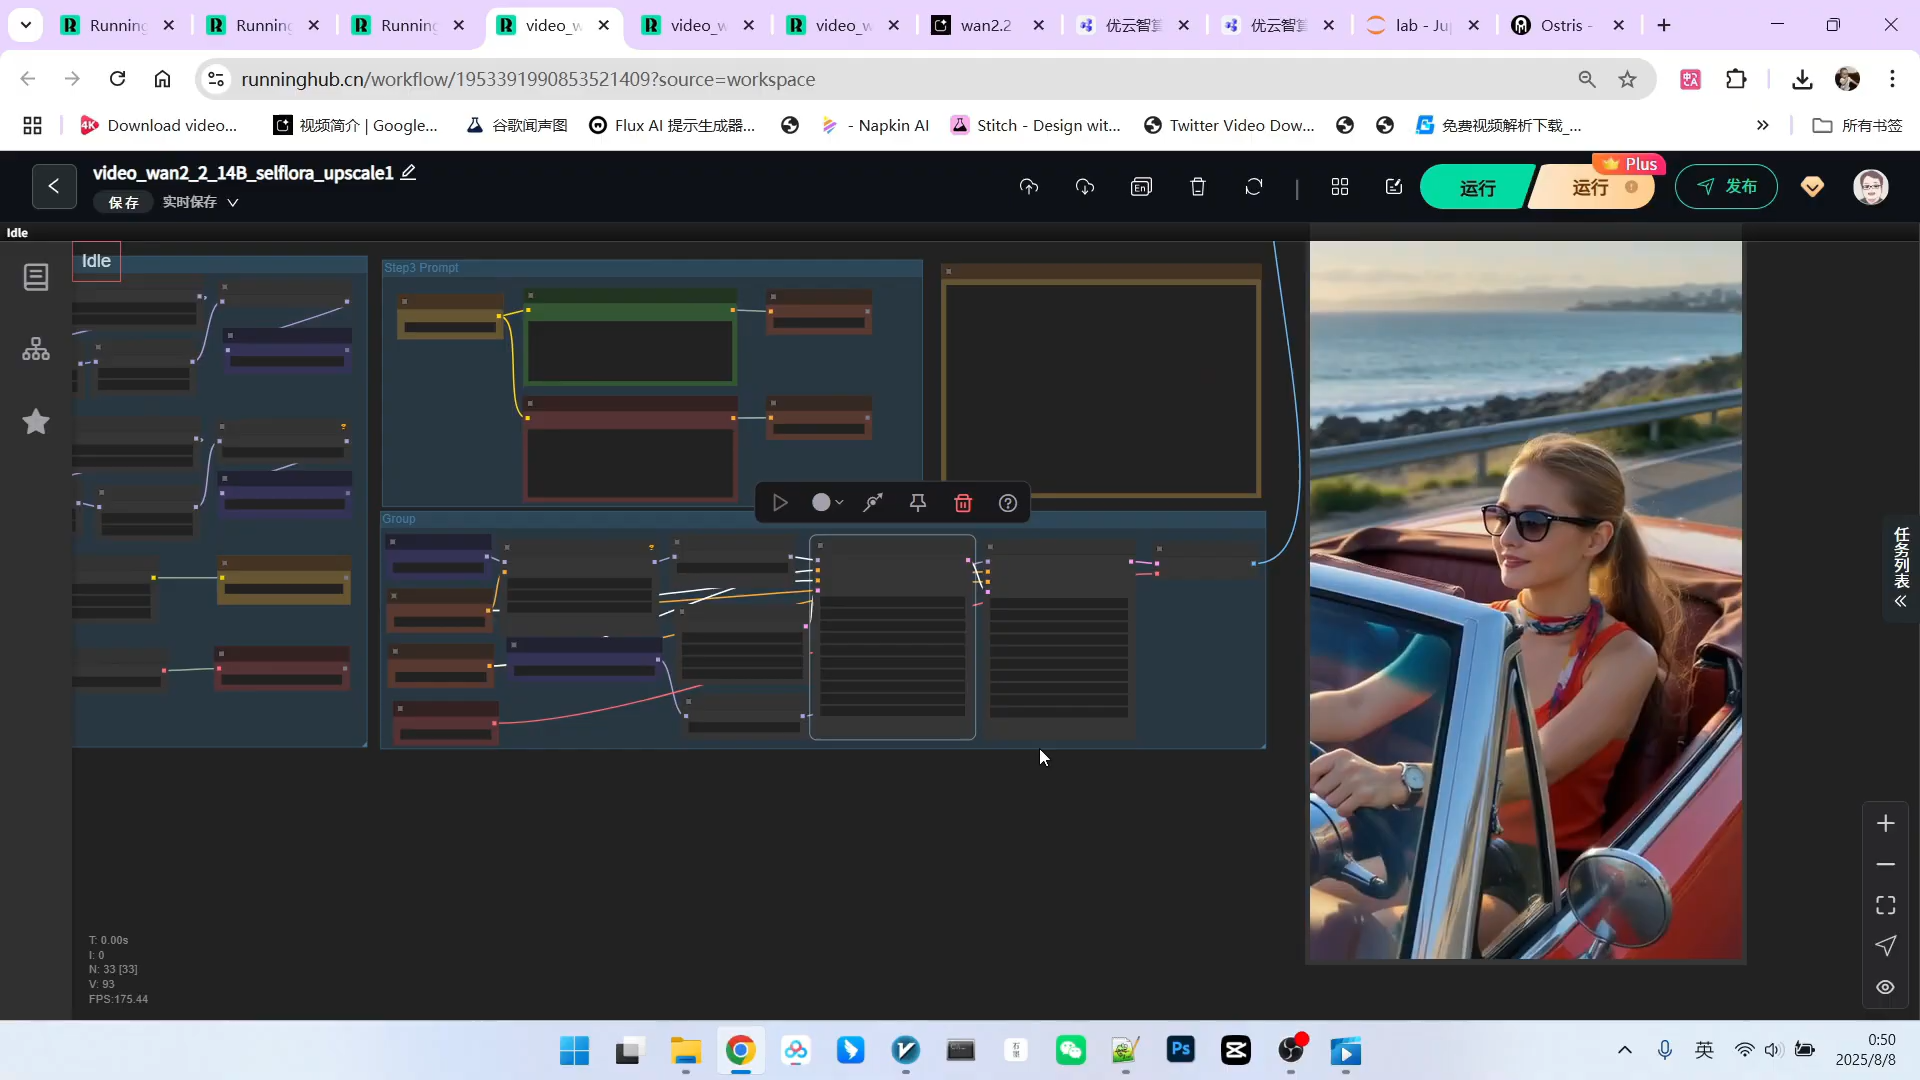 Running
Running
Running
video_w
video_w
video_w
wan2.2
优云智算
优云智算
lab - Ju
Ostris -
runninghub.cn/workflow/1953391990853521409?source=workspace
Download video...
视频简介 | Google...
谷歌闻声图
Flux AI 提示生成器...
- Napkin AI
Stitch - Design wit...
Twitter Video Dow...
免费视频解析下载_...
所有书签
video_wan2_2_14B_selflora_upscale1
保存
实时保存
En
运行
运行
Plus
发布
Idle
Idle
Step3 Prompt
Group
任务列表
T: 0.00s
I: 0
N: 33 [33]
V: 93
FPS:175.44
Ps
英
0:50
2025/8/8